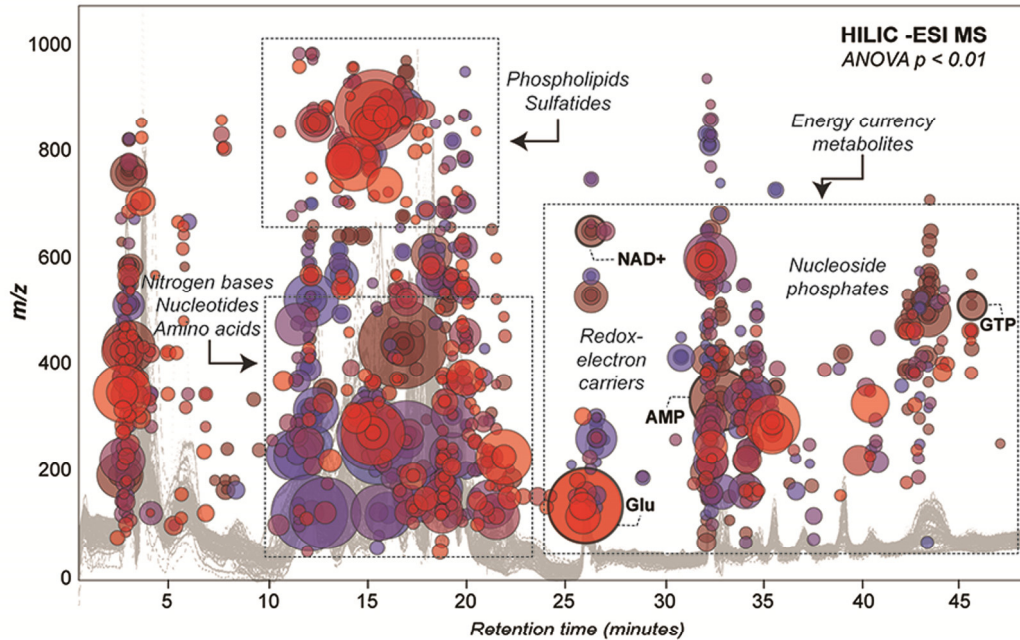 HILIC -ESI MS
ANOVA p < 0.01
1000
800
600
400
200
0
m/z
Phospholipids
Sulfatides
Energy currency
metabolites
Nitrogen bases
Nucleotides
Amino acids
NAD+
Nucleoside
phosphates
GTP
Redox-
electron
carriers
AMP
Glu
5
10
15
20
25
30
35
40
45
Retention time (minutes)